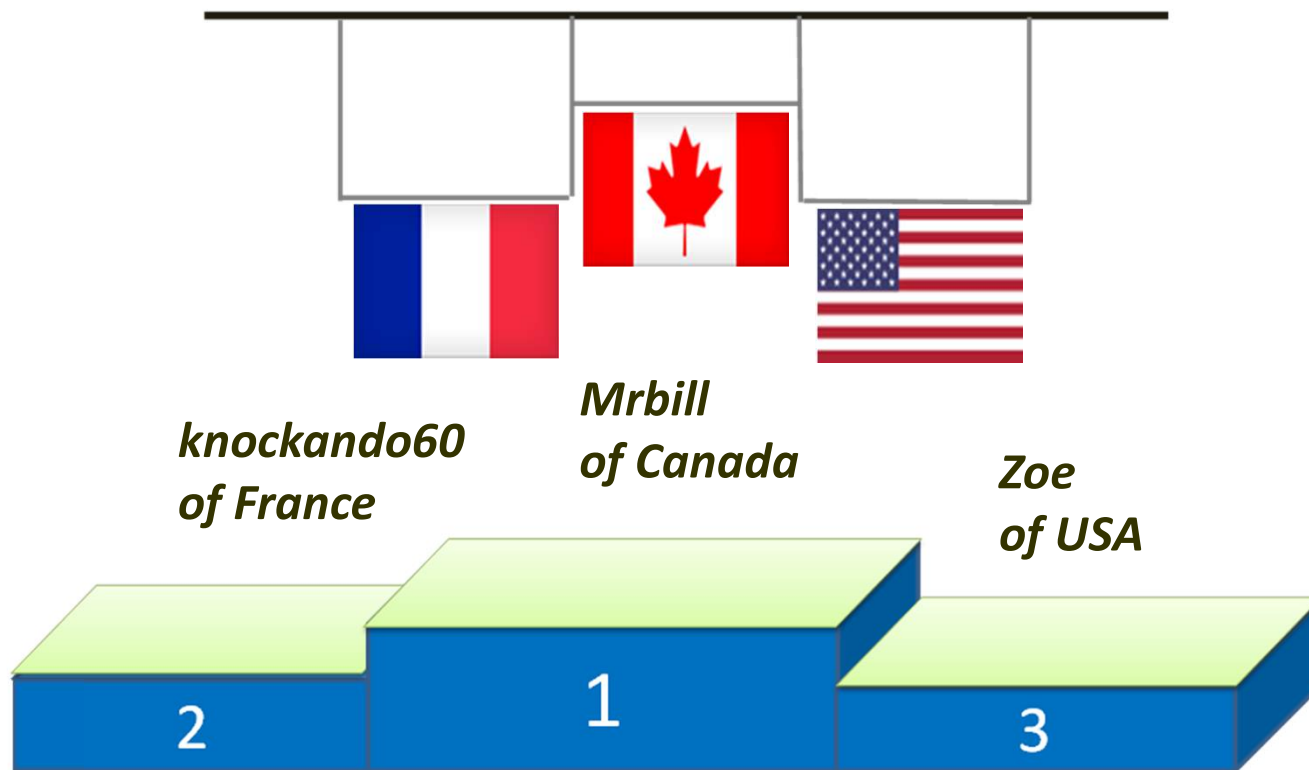 Mrbill
of Canada
knockando60
of France
Zoe
of USA
1
2
3